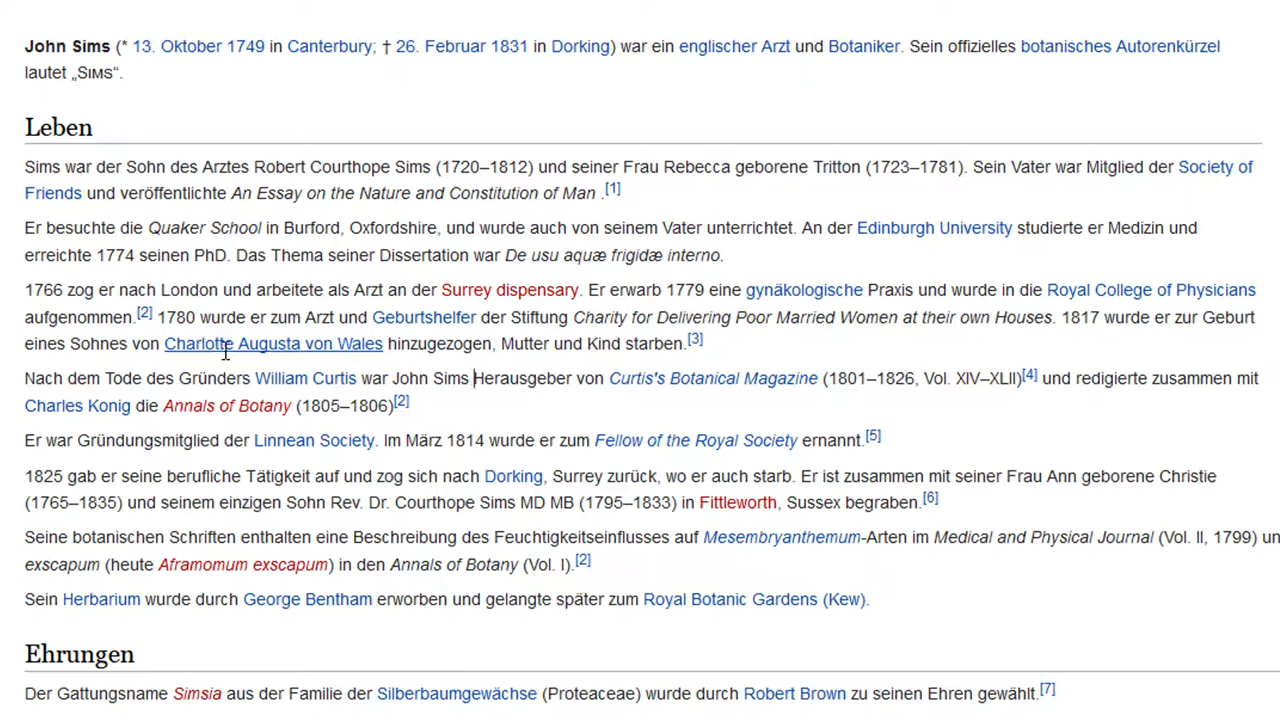 John Sims (* 13. Oktober 1749 in Canterbury; † 26. Februar 1831 in Dorking) war ein englischer Arzt und Botaniker. Sein offizielles botanisches Autorenkürzel
lautet „Sims“.
Leben
Sims war der Sohn des Arztes Robert Courthope Sims (1720–1812) und seiner Frau Rebecca geborene Tritton (1723–1781). Sein Vater war Mitglied der Society of
Friends und veröffentlichte An Essay on the Nature and Constitution of Man .[1]
Er besuchte die Quaker School in Burford, Oxfordshire, und wurde auch von seinem Vater unterrichtet. An der Edinburgh University studierte er Medizin und
erreichte 1774 seinen PhD. Das Thema seiner Dissertation war De usu aquæ frigidæ interno.
1766 zog er nach London und arbeitete als Arzt an der Surrey dispensary. Er erwarb 1779 eine gynäkologische Praxis und wurde in die Royal College of Physicians
aufgenommen.[2] 1780 wurde er zum Arzt und Geburtshelfer der Stiftung Charity for Delivering Poor Married Women at their own Houses. 1817 wurde er zur Geburt
eines Sohnes von Charlotte Augusta von Wales hinzugezogen, Mutter und Kind starben.[3]
Nach dem Tode des Gründers William Curtis war John Sims Herausgeber von Curtis's Botanical Magazine (1801–1826, Vol. XIV–XLII)[4] und redigierte zusammen mit
Charles Konig die Annals of Botany (1805–1806)[2]
Er war Gründungsmitglied der Linnean Society. Im März 1814 wurde er zum Fellow of the Royal Society ernannt.[5]
1825 gab er seine berufliche Tätigkeit auf und zog sich nach Dorking, Surrey zurück, wo er auch starb. Er ist zusammen mit seiner Frau Ann geborene Christie
(1765–1835) und seinem einzigen Sohn Rev. Dr. Courthope Sims MD MB (1795–1833) in Fittleworth, Sussex begraben.[6]
Seine botanischen Schriften enthalten eine Beschreibung des Feuchtigkeitseinflusses auf Mesembryanthemum-Arten im Medical and Physical Journal (Vol. II, 1799) un
exscapum (heute Aframomum exscapum) in den Annals of Botany (Vol. I).[2]
Sein Herbarium wurde durch George Bentham erworben und gelangte später zum Royal Botanic Gardens (Kew).
Ehrungen
Der Gattungsname Simsia aus der Familie der Silberbaumgewächse (Proteaceae) wurde durch Robert Brown zu seinen Ehren gewählt.[7]